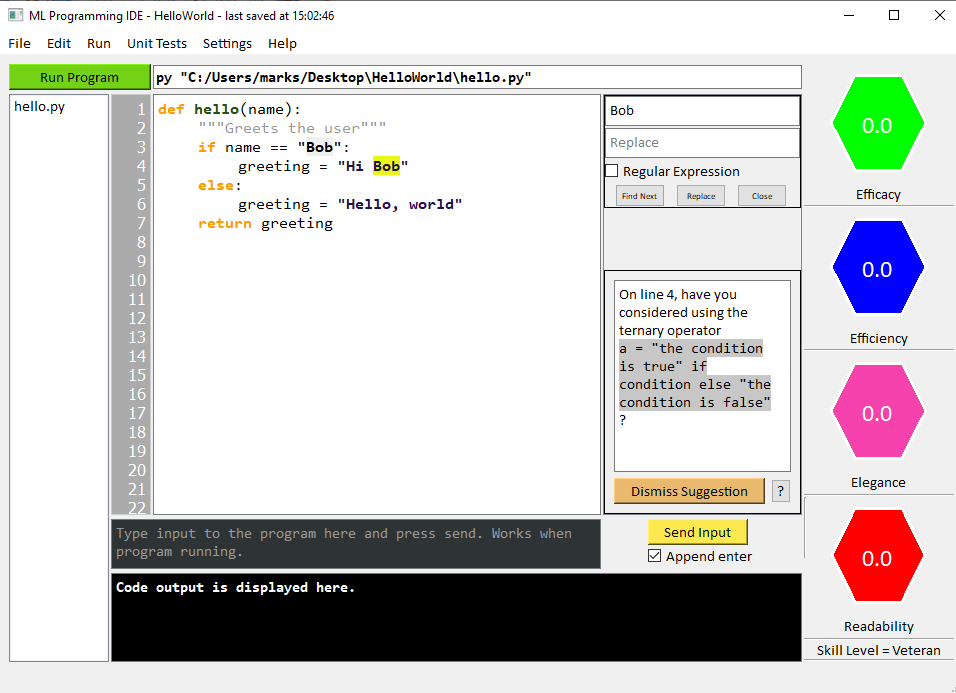 ML Programming IDE - HelloWorld - last saved at 15:02:46
File Edit Run Unit Tests Settings Help
Run Program
py "C:/Users/marks/Desktop\HelloWorld\hello.py"
hello.py
1 def hello(name):
2 """Greets the user"""
3 if name == "Bob":
4 greeting = "Hi Bob"
5 else:
6 greeting = "Hello, world"
7 return greeting
8
9
10
11
12
13
14
15
16
17
18
19
20
21
22
Bob
Replace
Regular Expression
Find Next Replace Close
On line 4, have you
considered using the
ternary operator
a = "the condition
is true" if
condition else "the
condition is false"
?
Dismiss Suggestion ?
Type input to the program here and press send. Works when
program running.
Send Input
Append enter
Code output is displayed here.
0.0
Efficacy
0.0
Efficiency
0.0
Elegance
0.0
Readability
Skill Level = Veteran